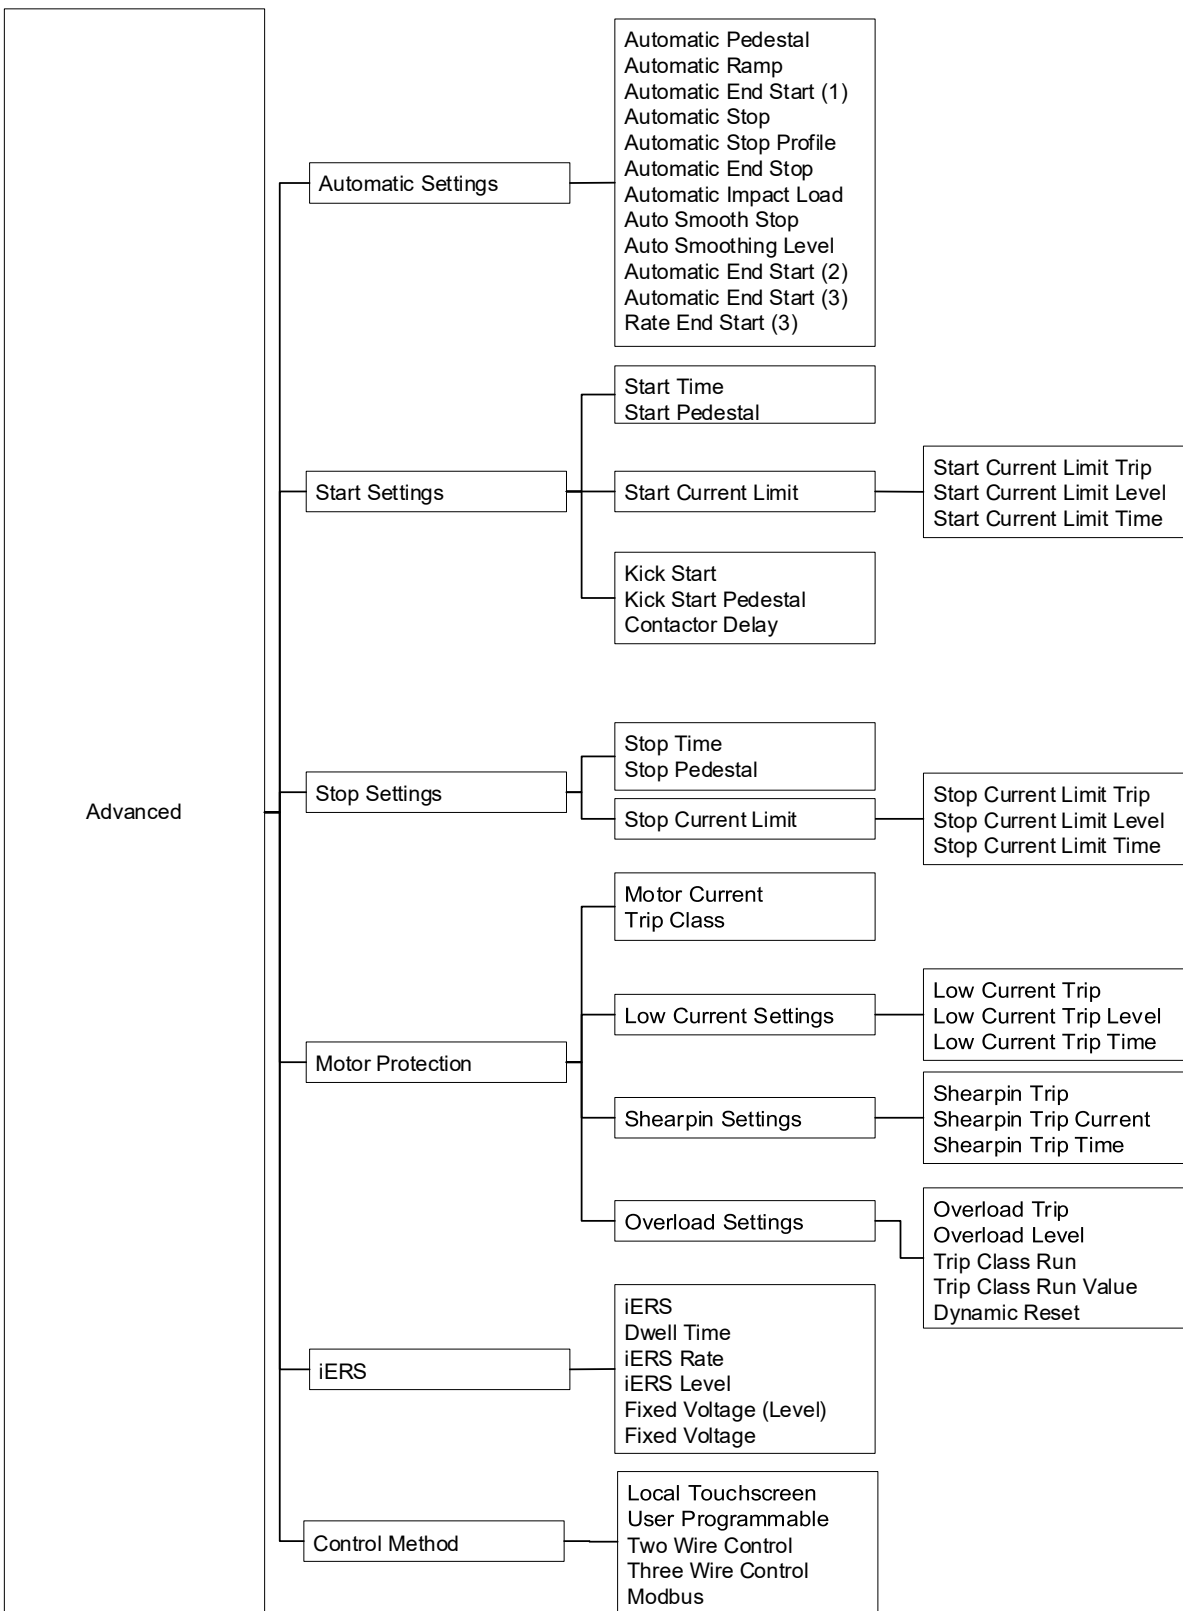 Advanced
Automatic Settings
Automatic Pedestal
Automatic Ramp
Automatic End Start (1)
Automatic Stop
Automatic Stop Profile
Automatic End Stop
Automatic Impact Load
Auto Smooth Stop
Auto Smoothing Level
Automatic End Start (2)
Automatic End Start (3)
Rate End Start (3)
Start Settings
Start Time
Start Pedestal
Start Current Limit
Start Current Limit Trip
Start Current Limit Level
Start Current Limit Time
Kick Start
Kick Start Pedestal
Contactor Delay
Stop Settings
Stop Time
Stop Pedestal
Stop Current Limit
Stop Current Limit Trip
Stop Current Limit Level
Stop Current Limit Time
Motor Protection
Motor Current
Trip Class
Low Current Settings
Low Current Trip
Low Current Trip Level
Low Current Trip Time
Shearpin Settings
Shearpin Trip
Shearpin Trip Current
Shearpin Trip Time
Overload Settings
Overload Trip
Overload Level
Trip Class Run
Trip Class Run Value
Dynamic Reset
iERS
iERS
Dwell Time
iERS Rate
iERS Level
Fixed Voltage (Level)
Fixed Voltage
Control Method
Local Touchscreen
User Programmable
Two Wire Control
Three Wire Control
Modbus